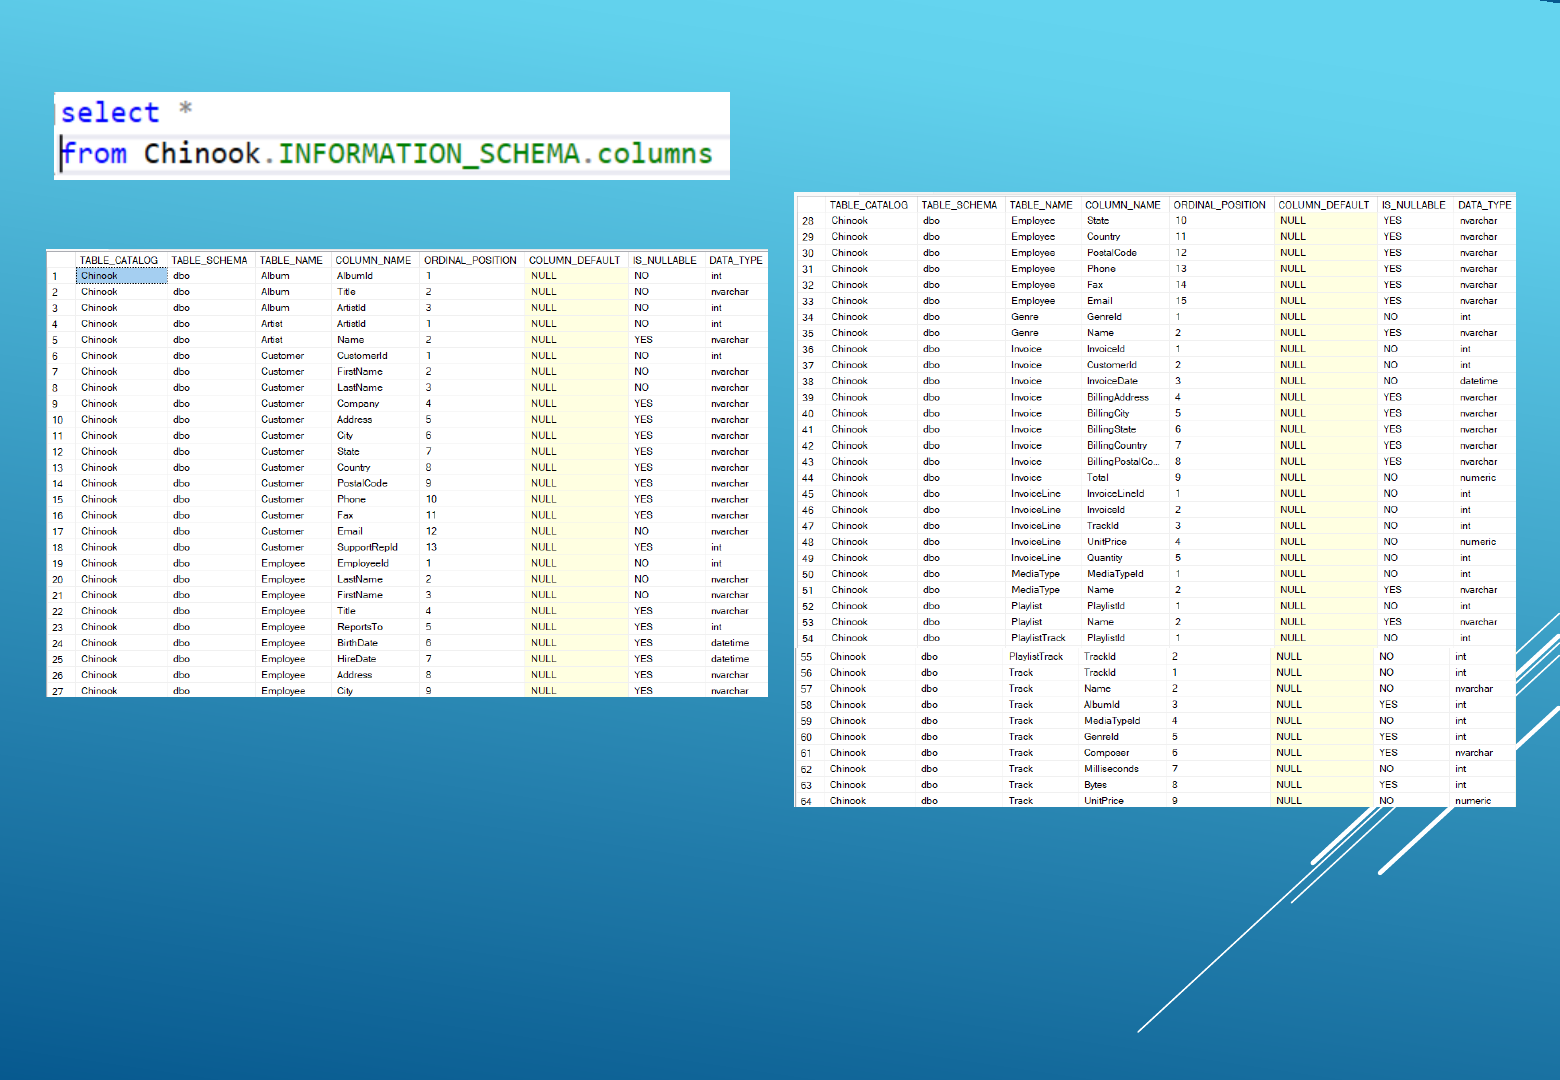 select *
from Chinook.INFORMATION_SCHEMA.columns
TABLE_CATALOG TABLE_SCHEMA TABLE_NAME COLUMN_NAME ORDINAL_POSITION COLUMN_DEFAULT IS_NULLABLE DATA_TYPE
1 Chinook dbo Album AlbumId 1 NULL NO int
2 Chinook dbo Album Title 2 NULL NO nvarchar
3 Chinook dbo Album ArtistId 3 NULL NO int
4 Chinook dbo Artist ArtistId 1 NULL NO int
5 Chinook dbo Artist Name 2 NULL YES nvarchar
6 Chinook dbo Customer CustomerId 1 NULL NO int
7 Chinook dbo Customer FirstName 2 NULL NO nvarchar
8 Chinook dbo Customer LastName 3 NULL NO nvarchar
9 Chinook dbo Customer Company 4 NULL YES nvarchar
10 Chinook dbo Customer Address 5 NULL YES nvarchar
11 Chinook dbo Customer City 6 NULL YES nvarchar
12 Chinook dbo Customer State 7 NULL YES nvarchar
13 Chinook dbo Customer Country 8 NULL YES nvarchar
14 Chinook dbo Customer PostalCode 9 NULL YES nvarchar
15 Chinook dbo Customer Phone 10 NULL YES nvarchar
16 Chinook dbo Customer Fax 11 NULL YES nvarchar
17 Chinook dbo Customer Email 12 NULL NO nvarchar
18 Chinook dbo Customer SupportRepId 13 NULL YES int
19 Chinook dbo Employee EmployeeId 1 NULL NO int
20 Chinook dbo Employee LastName 2 NULL NO nvarchar
21 Chinook dbo Employee FirstName 3 NULL NO nvarchar
22 Chinook dbo Employee Title 4 NULL YES nvarchar
23 Chinook dbo Employee ReportsTo 5 NULL YES int
24 Chinook dbo Employee BirthDate 6 NULL YES datetime
25 Chinook dbo Employee HireDate 7 NULL YES datetime
26 Chinook dbo Employee Address 8 NULL YES nvarchar
27 Chinook dbo Employee City 9 NULL YES nvarchar
TABLE_CATALOG TABLE_SCHEMA TABLE_NAME COLUMN_NAME ORDINAL_POSITION COLUMN_DEFAULT IS_NULLABLE DATA_TYPE
28 Chinook dbo Employee State 10 NULL YES nvarchar
29 Chinook dbo Employee Country 11 NULL YES nvarchar
30 Chinook dbo Employee PostalCode 12 NULL YES nvarchar
31 Chinook dbo Employee Phone 13 NULL YES nvarchar
32 Chinook dbo Employee Fax 14 NULL YES nvarchar
33 Chinook dbo Employee Email 15 NULL YES nvarchar
34 Chinook dbo Genre GenreId 1 NULL NO int
35 Chinook dbo Genre Name 2 NULL YES nvarchar
36 Chinook dbo Invoice InvoiceId 1 NULL NO int
37 Chinook dbo Invoice CustomerId 2 NULL NO int
38 Chinook dbo Invoice InvoiceDate 3 NULL NO datetime
39 Chinook dbo Invoice BillingAddress 4 NULL YES nvarchar
40 Chinook dbo Invoice BillingCity 5 NULL YES nvarchar
41 Chinook dbo Invoice BillingState 6 NULL YES nvarchar
42 Chinook dbo Invoice BillingCountry 7 NULL YES nvarchar
43 Chinook dbo Invoice BillingPostalCo... 8 NULL YES nvarchar
44 Chinook dbo Invoice Total 9 NULL NO numeric
45 Chinook dbo InvoiceLine InvoiceLineId 1 NULL NO int
46 Chinook dbo InvoiceLine InvoiceId 2 NULL NO int
47 Chinook dbo InvoiceLine TrackId 3 NULL NO int
48 Chinook dbo InvoiceLine UnitPrice 4 NULL NO numeric
49 Chinook dbo InvoiceLine Quantity 5 NULL NO int
50 Chinook dbo MediaType MediaTypeId 1 NULL NO int
51 Chinook dbo MediaType Name 2 NULL YES nvarchar
52 Chinook dbo Playlist PlaylistId 1 NULL NO int
53 Chinook dbo Playlist Name 2 NULL YES nvarchar
54 Chinook dbo PlaylistTrack PlaylistId 1 NULL NO int
55 Chinook dbo PlaylistTrack TrackId 2 NULL NO int
56 Chinook dbo Track TrackId 1 NULL NO int
57 Chinook dbo Track Name 2 NULL NO nvarchar
58 Chinook dbo Track AlbumId 3 NULL YES int
59 Chinook dbo Track MediaTypeId 4 NULL NO int
60 Chinook dbo Track GenreId 5 NULL YES int
61 Chinook dbo Track Composer 6 NULL YES nvarchar
62 Chinook dbo Track Milliseconds 7 NULL NO int
63 Chinook dbo Track Bytes 8 NULL YES int
64 Chinook dbo Track UnitPrice 9 NULL NO numeric